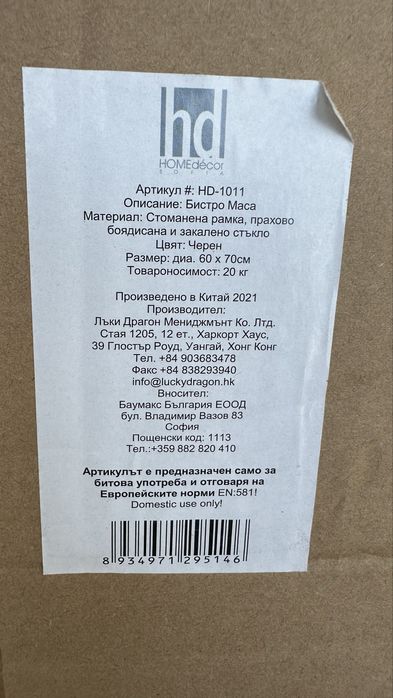 hd
HOMEdécor
SOFIA
Артикул #: HD-1011
Описание: Бистро Маса
Материал: Стоманена рамка, прахово
боядисана и закалено стъкло
Цвят: Черен
Размер: диа. 60 x 70см
Товароносимост: 20 кг
Произведено в Китай 2021
Производител:
Лъки Драгон Мениджмънт Ко. Лтд.
Стая 1205, 12 ет., Харкорт Хаус,
39 Глостър Роуд, Уангай, Хонг Конг
Тел. +84 903683478
Факс +84 838293940
info@luckydragon.hk
Вносител:
Баумакс България ЕООД
бул. Владимир Вазов 83
София
Пощенски код: 1113
Тел.:+359 882 820 410
Артикулът е предназначен само за
битова употреба и отговаря на
Европейските норми EN:581!
Domestic use only!
8 934971 295146